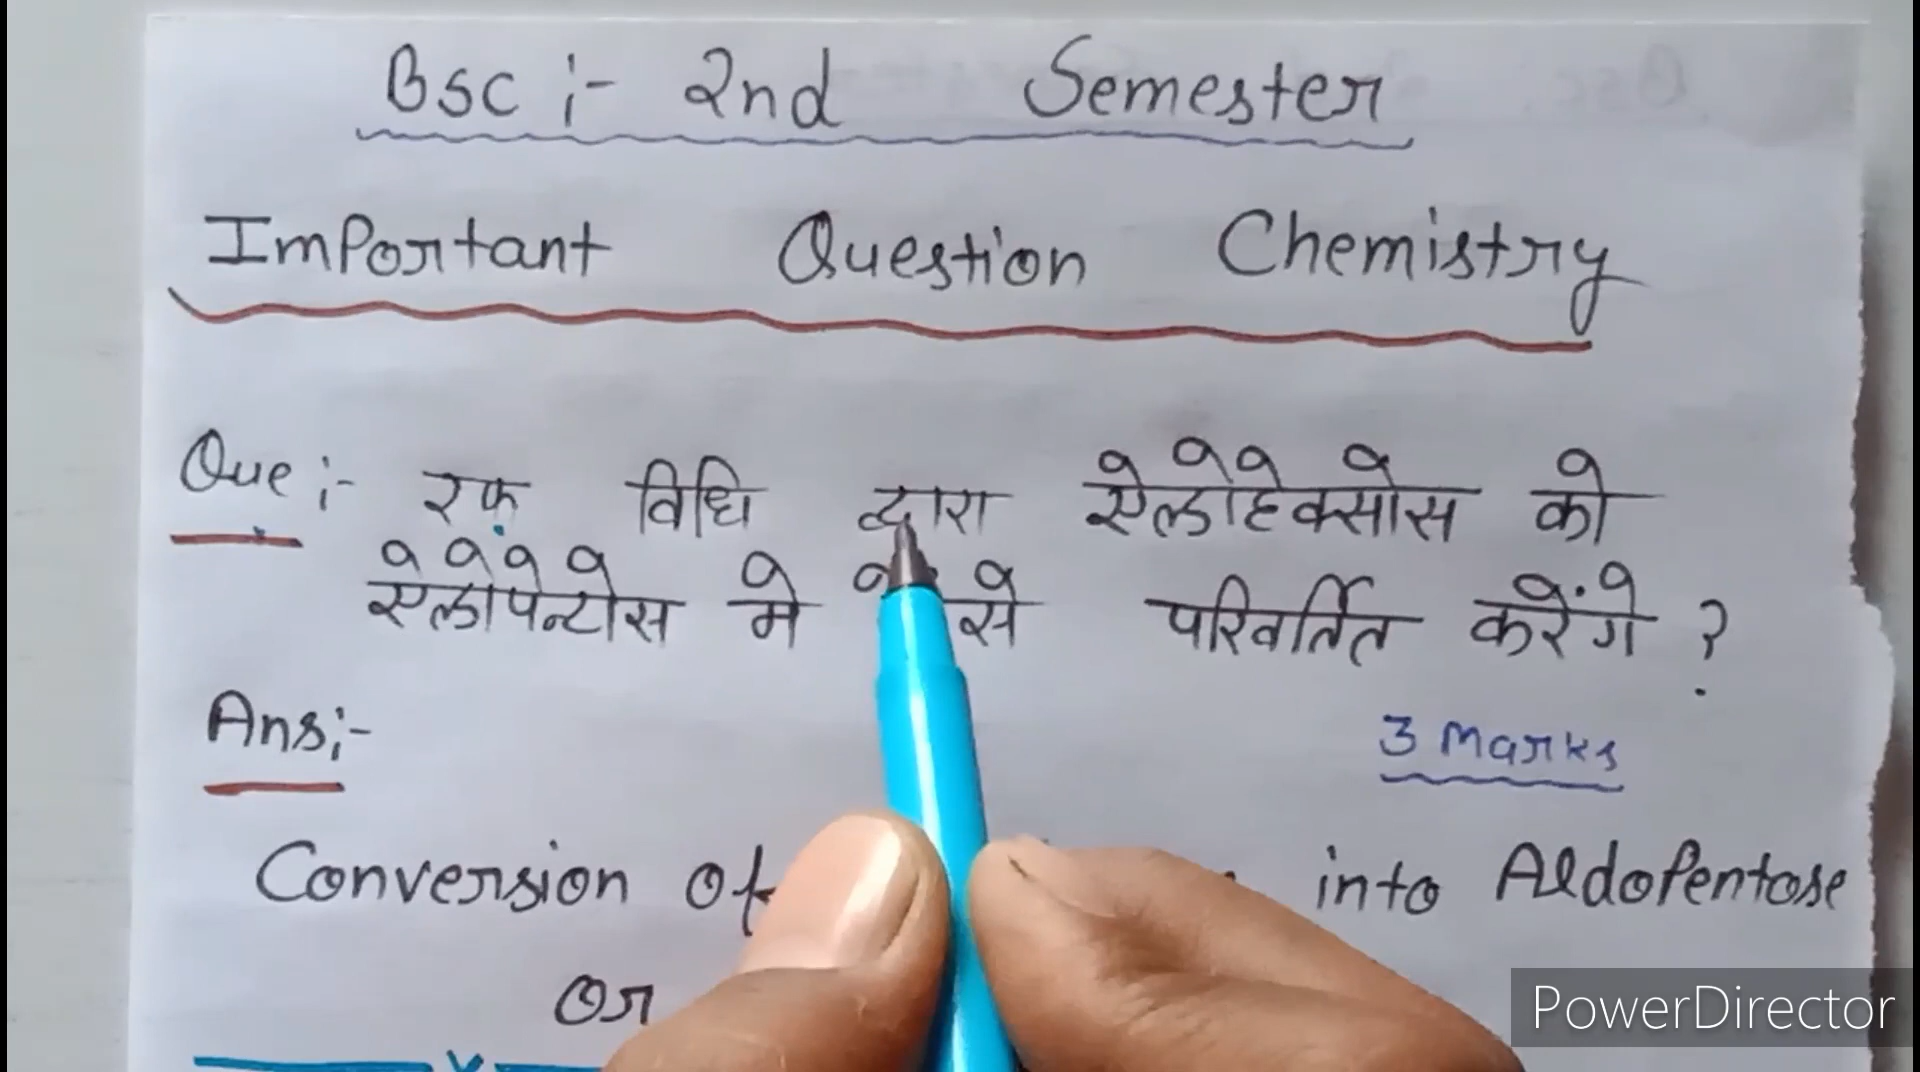 Bsc :- 2nd Semester
Important Question Chemistry
Que :- रफ विधि द्वारा ऐल्डोहेक्सोस को
ऐल्डोपेन्टोस मे से परिवर्तित करेंगे ?
Ans :-
3 Marks
Conversion of into Aldopentose
Or
PowerDirector